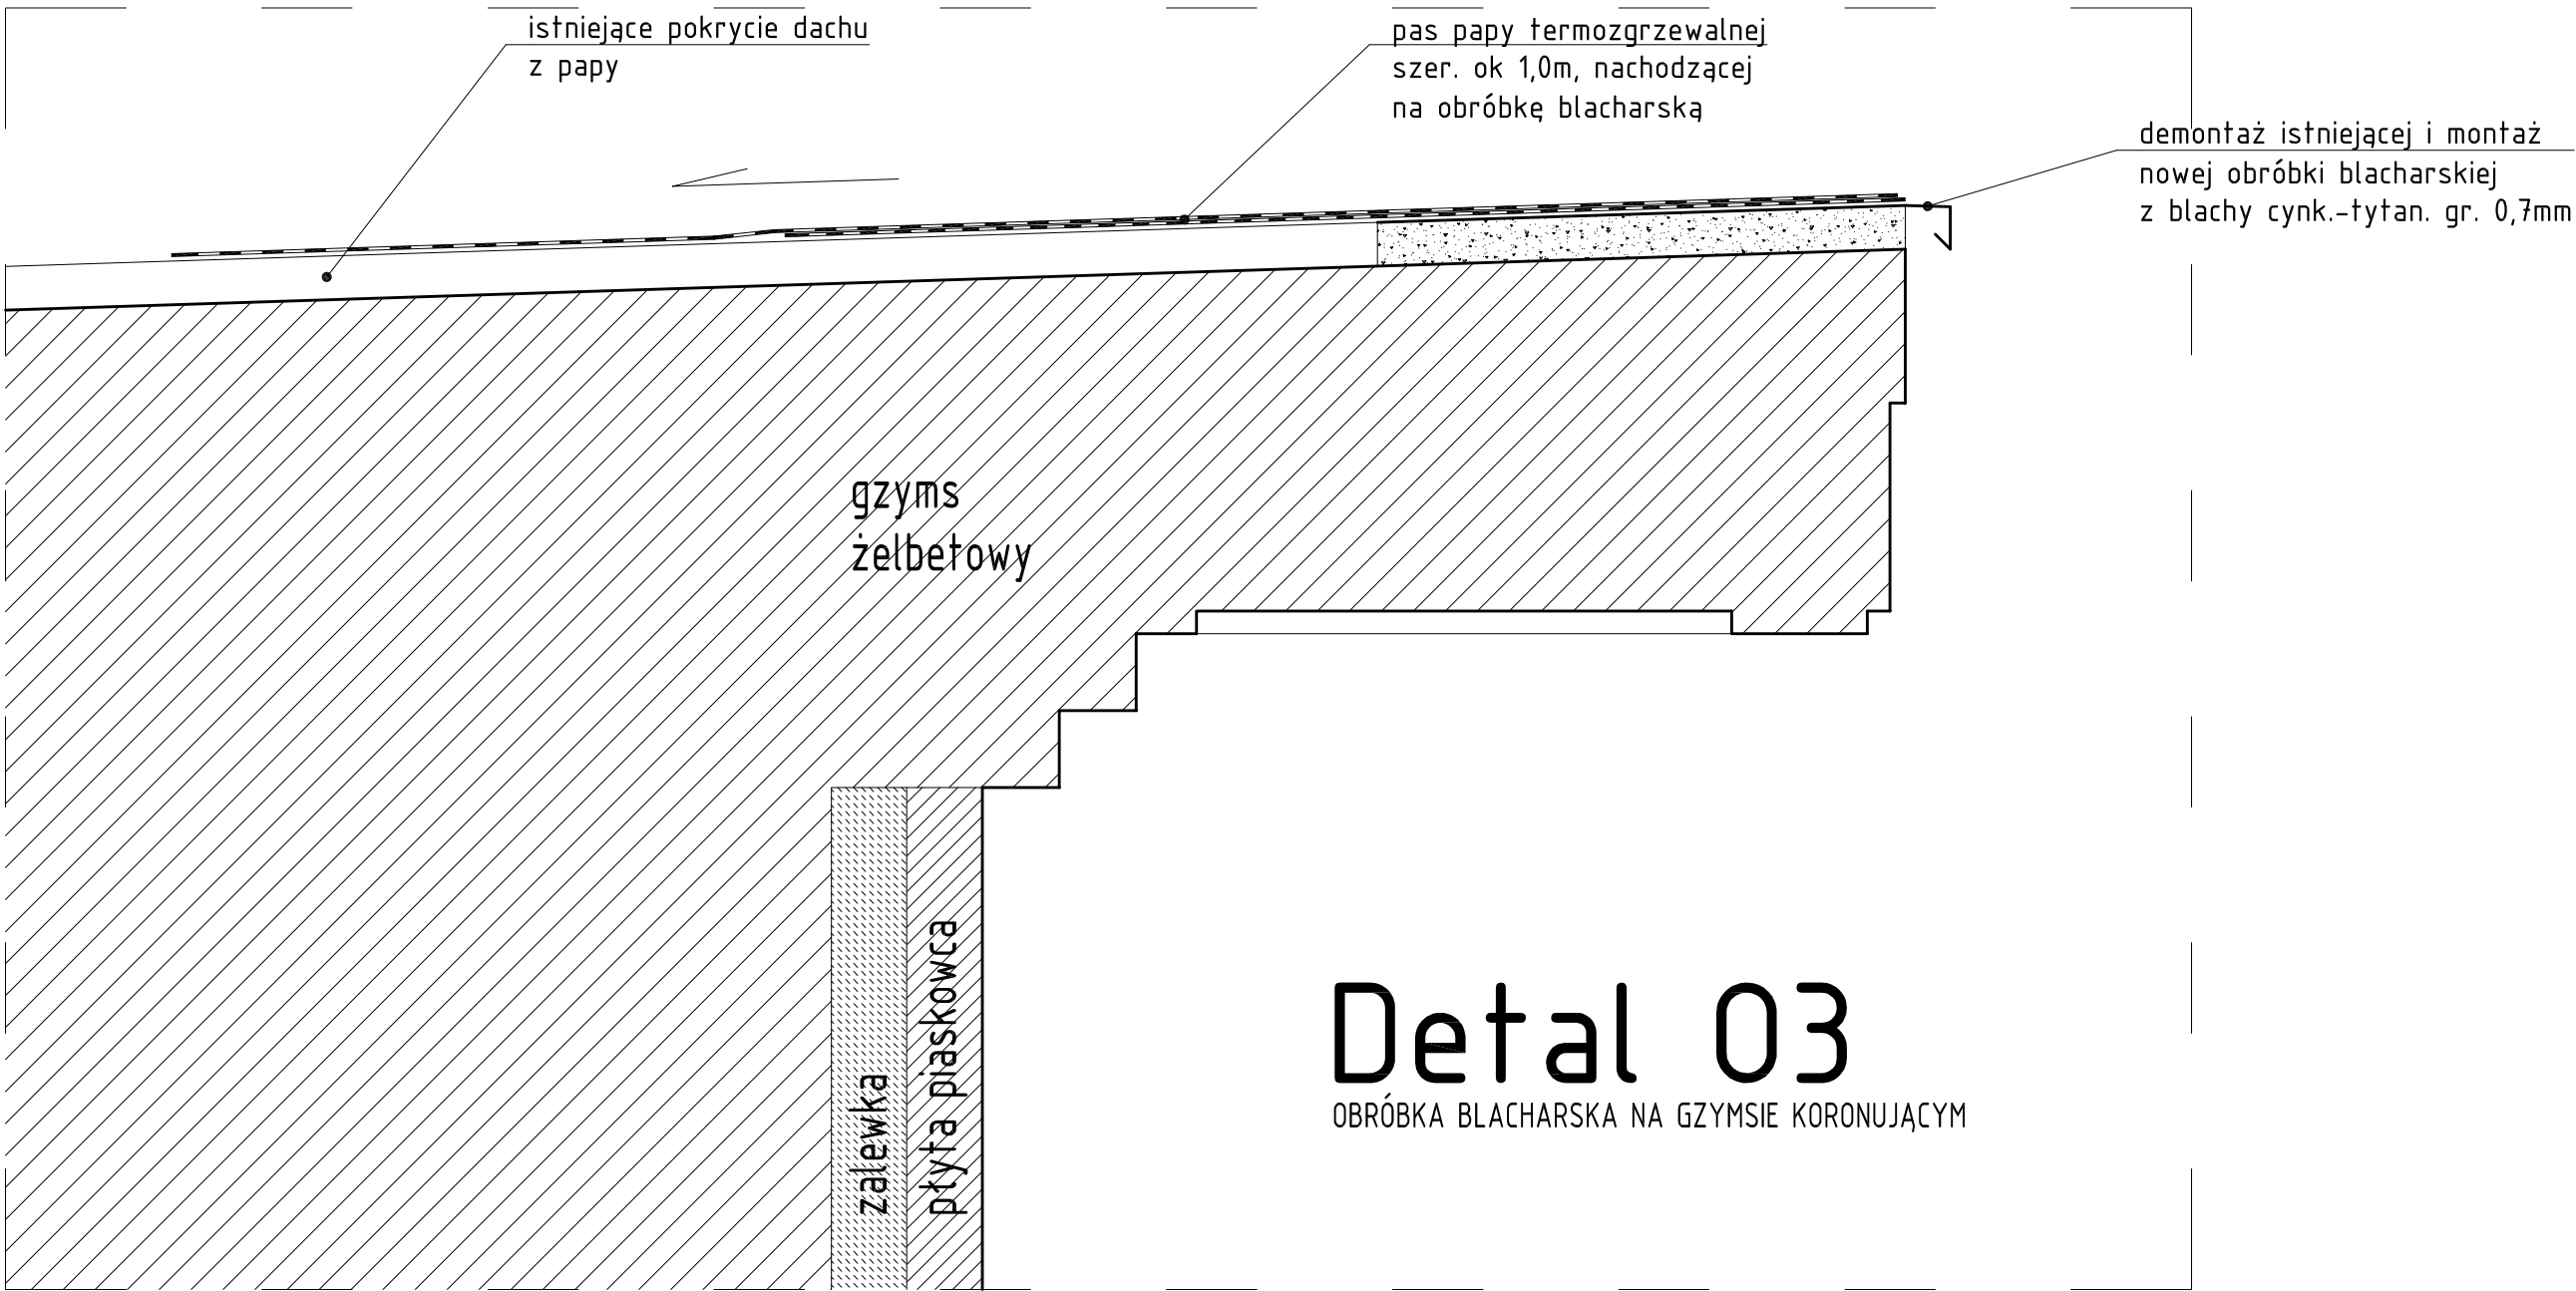 istniejące pokrycie dachu
z papy
pas papy termozgrzewalnej
szer. ok 1,0m, nachodzącej
na obróbkę blacharską
demontaż istniejącej i montaż
nowej obróbki blacharskiej
z blachy cynk.-tytan. gr. 0,7mm
gzyms
żelbetowy
zalewka
płyta piaskowca
Detal 03
OBRÓBKA BLACHARSKA NA GZYMSIE KORONUJĄCYM